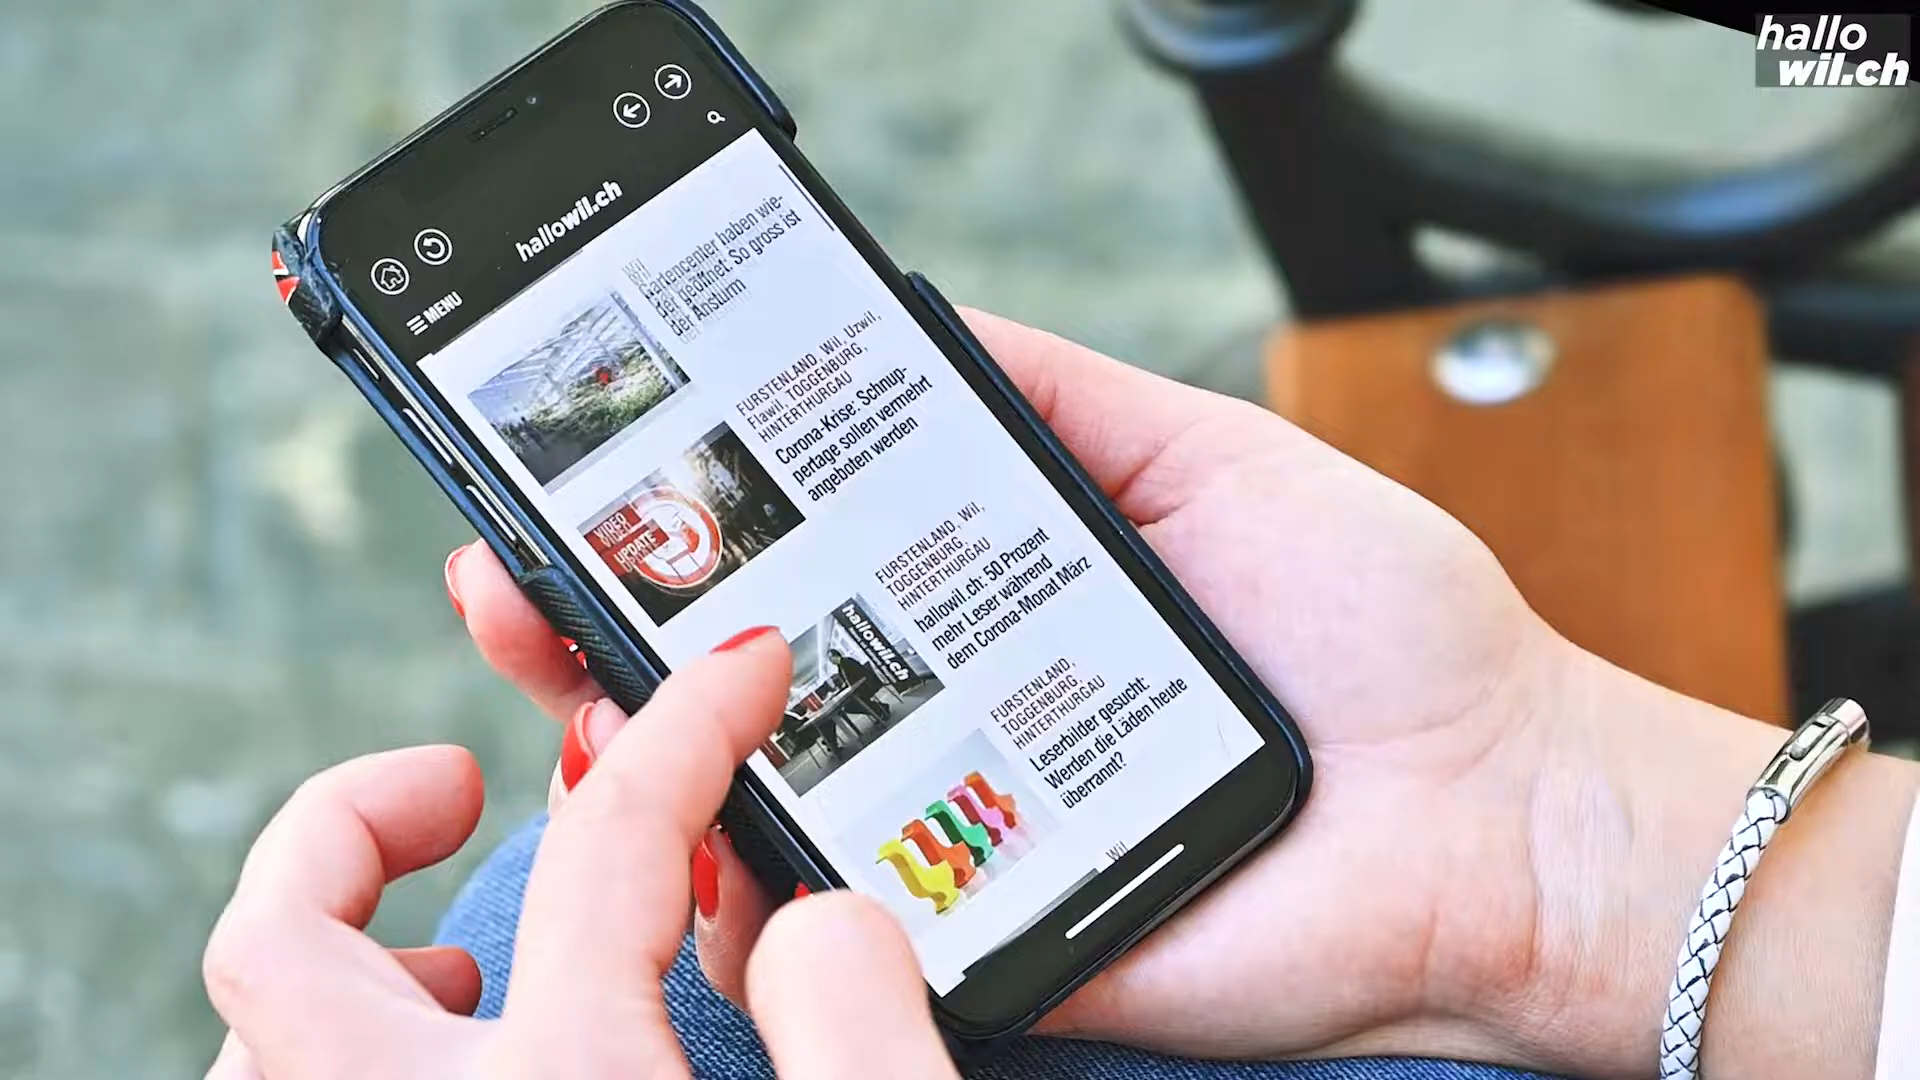 hallo
wil.ch
hallowil.ch
MENU
Wil
Gartencenter haben wie-
der geöffnet: So gross ist
der Ansturm
FÜRSTENLAND, Wil, Uzwil,
Flawil, TOGGENBURG,
HINTERTHURGAU
Corona-Krise: Schnup-
pertage sollen vermehrt
angeboten werden
VIDEO
UPDATE
FÜRSTENLAND, Wil,
TOGGENBURG,
HINTERTHURGAU
hallowil.ch: 50 Prozent
mehr Leser während
dem Corona-Monat März
hallowil.ch
FÜRSTENLAND,
TOGGENBURG,
HINTERTHURGAU
Leserbilder gesucht:
Werden die Läden heute
überrannt?
Wil